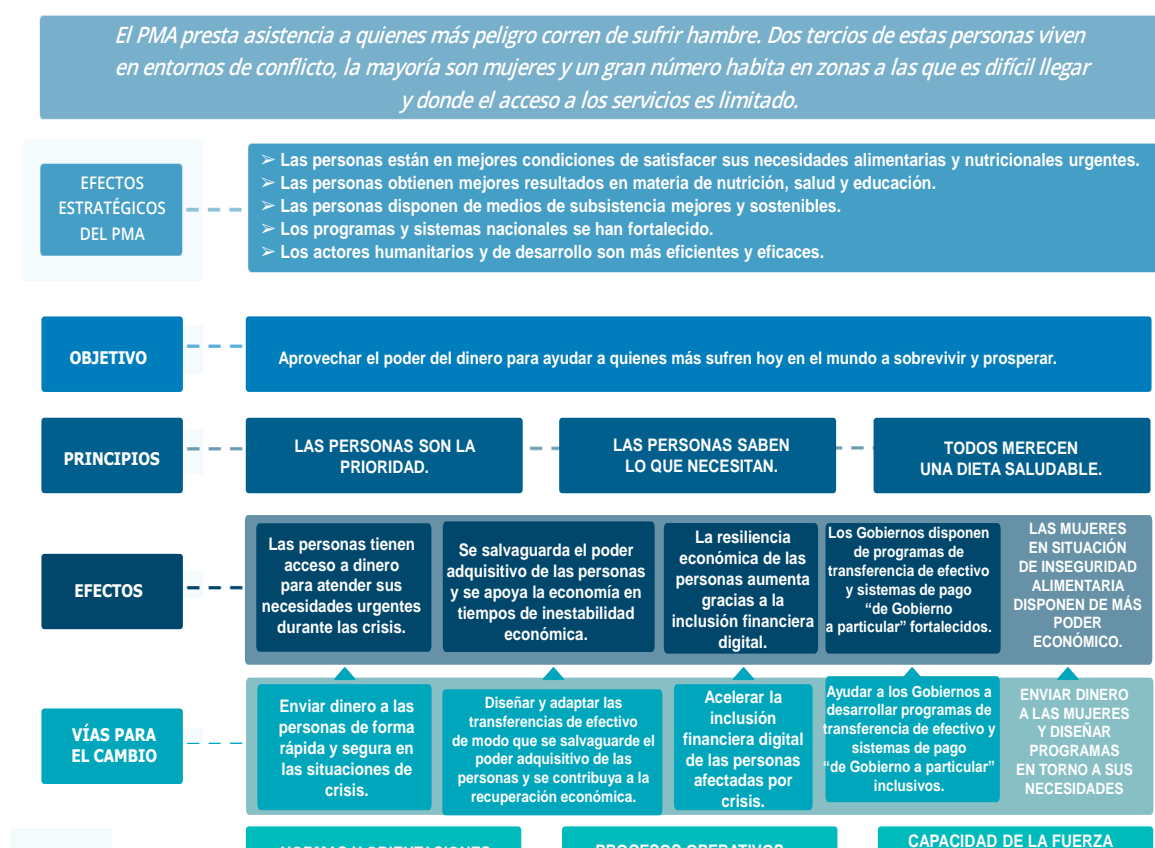 El PMA presta asistencia a quienes más peligro corren de sufrir hambre. Dos tercios de estas personas viven
en entornos de conflicto, la mayoría son mujeres y un gran número habita en zonas a las que es difícil llegar
y donde el acceso a los servicios es limitado.
EFECTOS
ESTRATÉGICOS
DEL PMA
➢ Las personas están en mejores condiciones de satisfacer sus necesidades alimentarias y nutricionales urgentes.
➢ Las personas obtienen mejores resultados en materia de nutrición, salud y educación.
➢ Las personas disponen de medios de subsistencia mejores y sostenibles.
➢ Los programas y sistemas nacionales se han fortalecido.
➢ Los actores humanitarios y de desarrollo son más eficientes y eficaces.
OBJETIVO
Aprovechar el poder del dinero para ayudar a quienes más sufren hoy en el mundo a sobrevivir y prosperar.
PRINCIPIOS
LAS PERSONAS SON LA
PRIORIDAD.
LAS PERSONAS SABEN
LO QUE NECESITAN.
TODOS MERECEN
UNA DIETA SALUDABLE.
EFECTOS
Las personas tienen
acceso a dinero
para atender sus
necesidades urgentes
durante las crisis.
Se salvaguarda el poder
adquisitivo de las personas
y se apoya la economía en
tiempos de inestabilidad
económica.
La resiliencia
económica de las
personas aumenta
gracias a la
inclusión financiera
digital.
Los Gobiernos disponen
de programas de
transferencia de efectivo
y sistemas de pago
“de Gobierno
a particular” fortalecidos.
LAS MUJERES
EN SITUACIÓN
DE INSEGURIDAD
ALIMENTARIA
DISPONEN DE MÁS
PODER
ECONÓMICO.
VÍAS PARA
EL CAMBIO
Enviar dinero a las
personas de forma
rápida y segura en
las situaciones de
crisis.
Diseñar y adaptar las
transferencias de efectivo
de modo que se salvaguarde el
poder adquisitivo de las
personas y se contribuya a la
recuperación económica.
Acelerar la
inclusión
financiera digital
de las personas
afectadas por
crisis.
Ayudar a los Gobiernos a
desarrollar programas de
transferencia de efectivo y
sistemas de pago
“de Gobierno a particular”
inclusivos.
ENVIAR DINERO
A LAS MUJERES
Y DISEÑAR
PROGRAMAS
EN TORNO A SUS
NECESIDADES
NORMAS Y ORIENTACIONES
PROCESOS OPERATIVOS
CAPACIDAD DE LA FUERZA